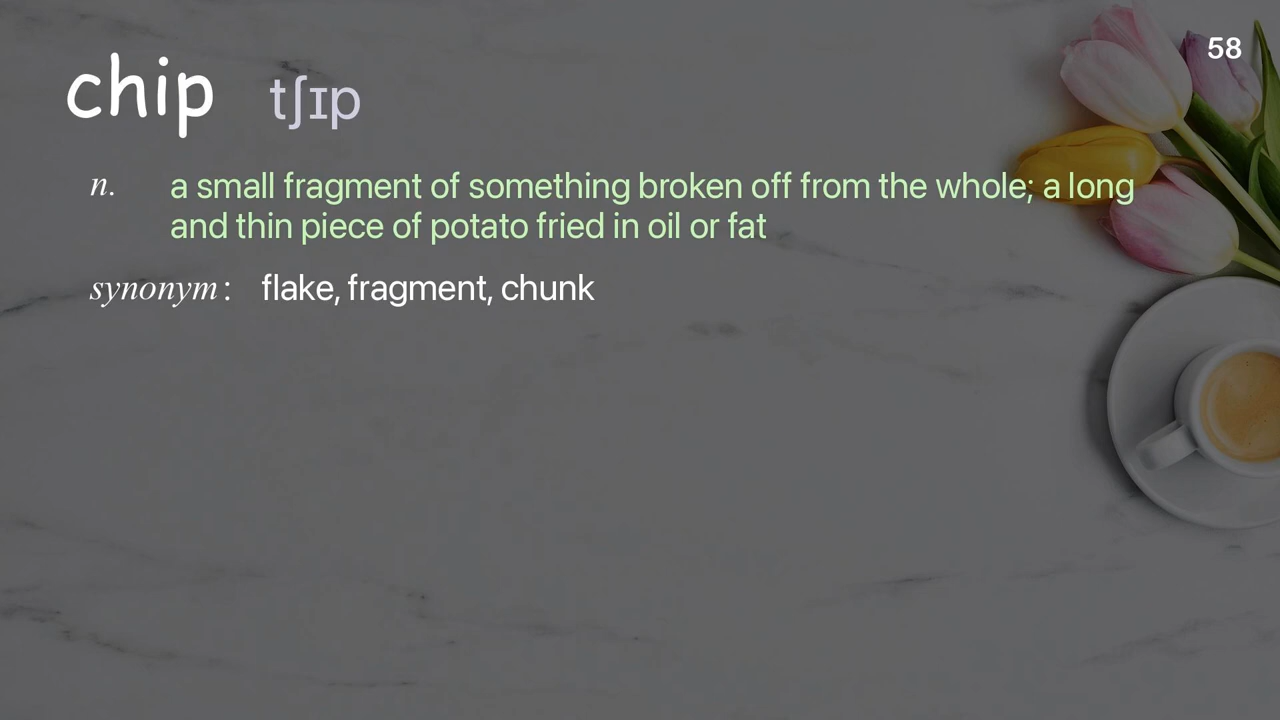 58
chip tʃɪp
n. a small fragment of something broken off from the whole; a long
and thin piece of potato fried in oil or fat
synonym: flake, fragment, chunk